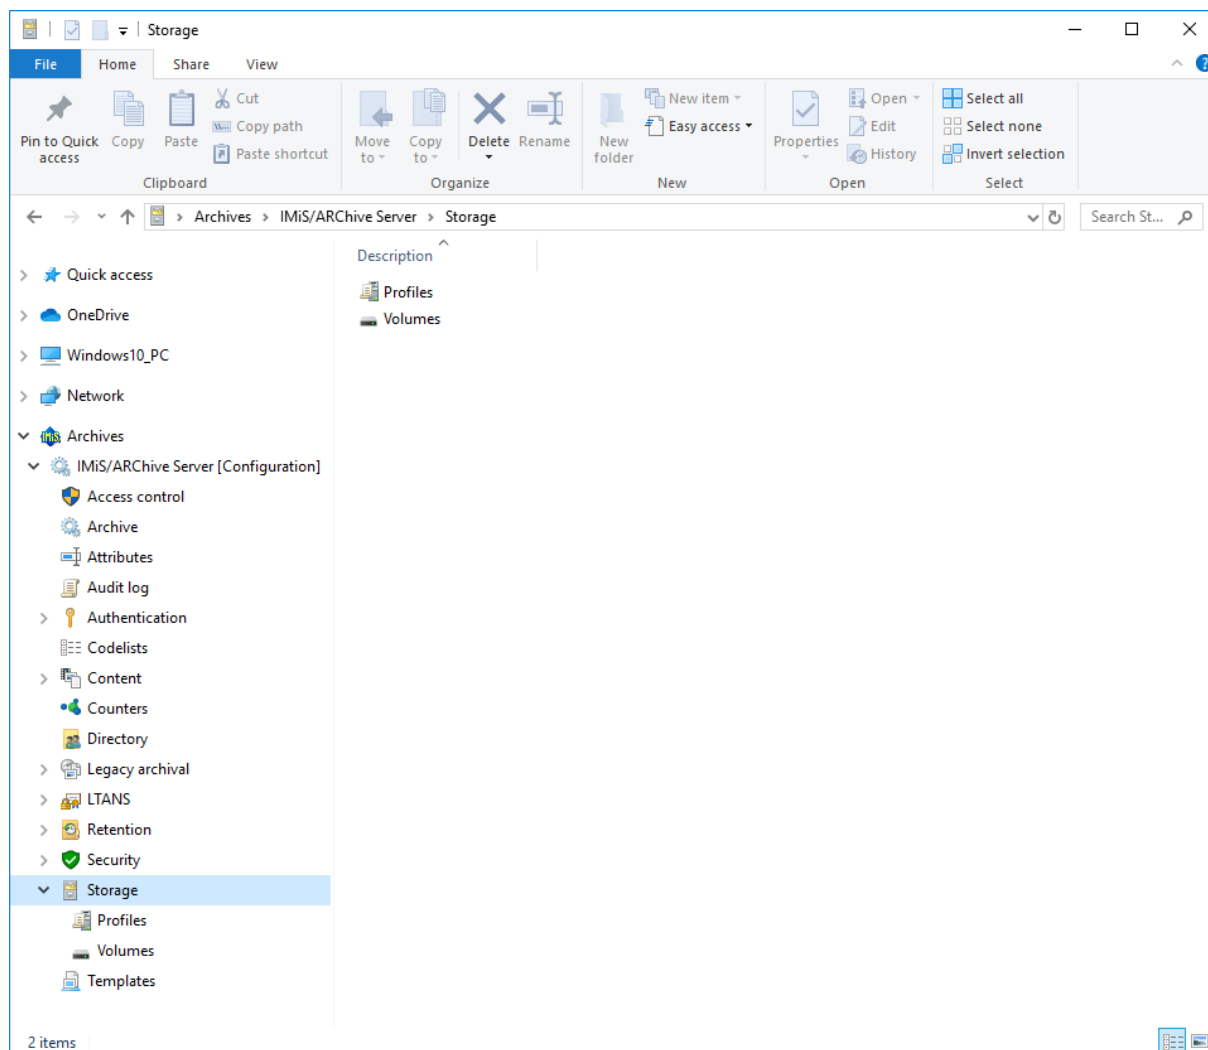 Storage
File Home Share View
Pin to Quick access
Copy
Paste
Cut
Copy path
Paste shortcut
Clipboard
Move to
Copy to
Delete
Rename
Organize
New folder
New item
Easy access
New
Properties
Open
Edit
History
Open
Select all
Select none
Invert selection
Select
Archives > IMiS/ARChive Server > Storage
Search St...
Description
Profiles
Volumes
Quick access
OneDrive
Windows10_PC
Network
Archives
IMiS/ARChive Server [Configuration]
Access control
Archive
Attributes
Audit log
Authentication
Codelists
Content
Counters
Directory
Legacy archival
LTANS
Retention
Security
Storage
Profiles
Volumes
Templates
2 items